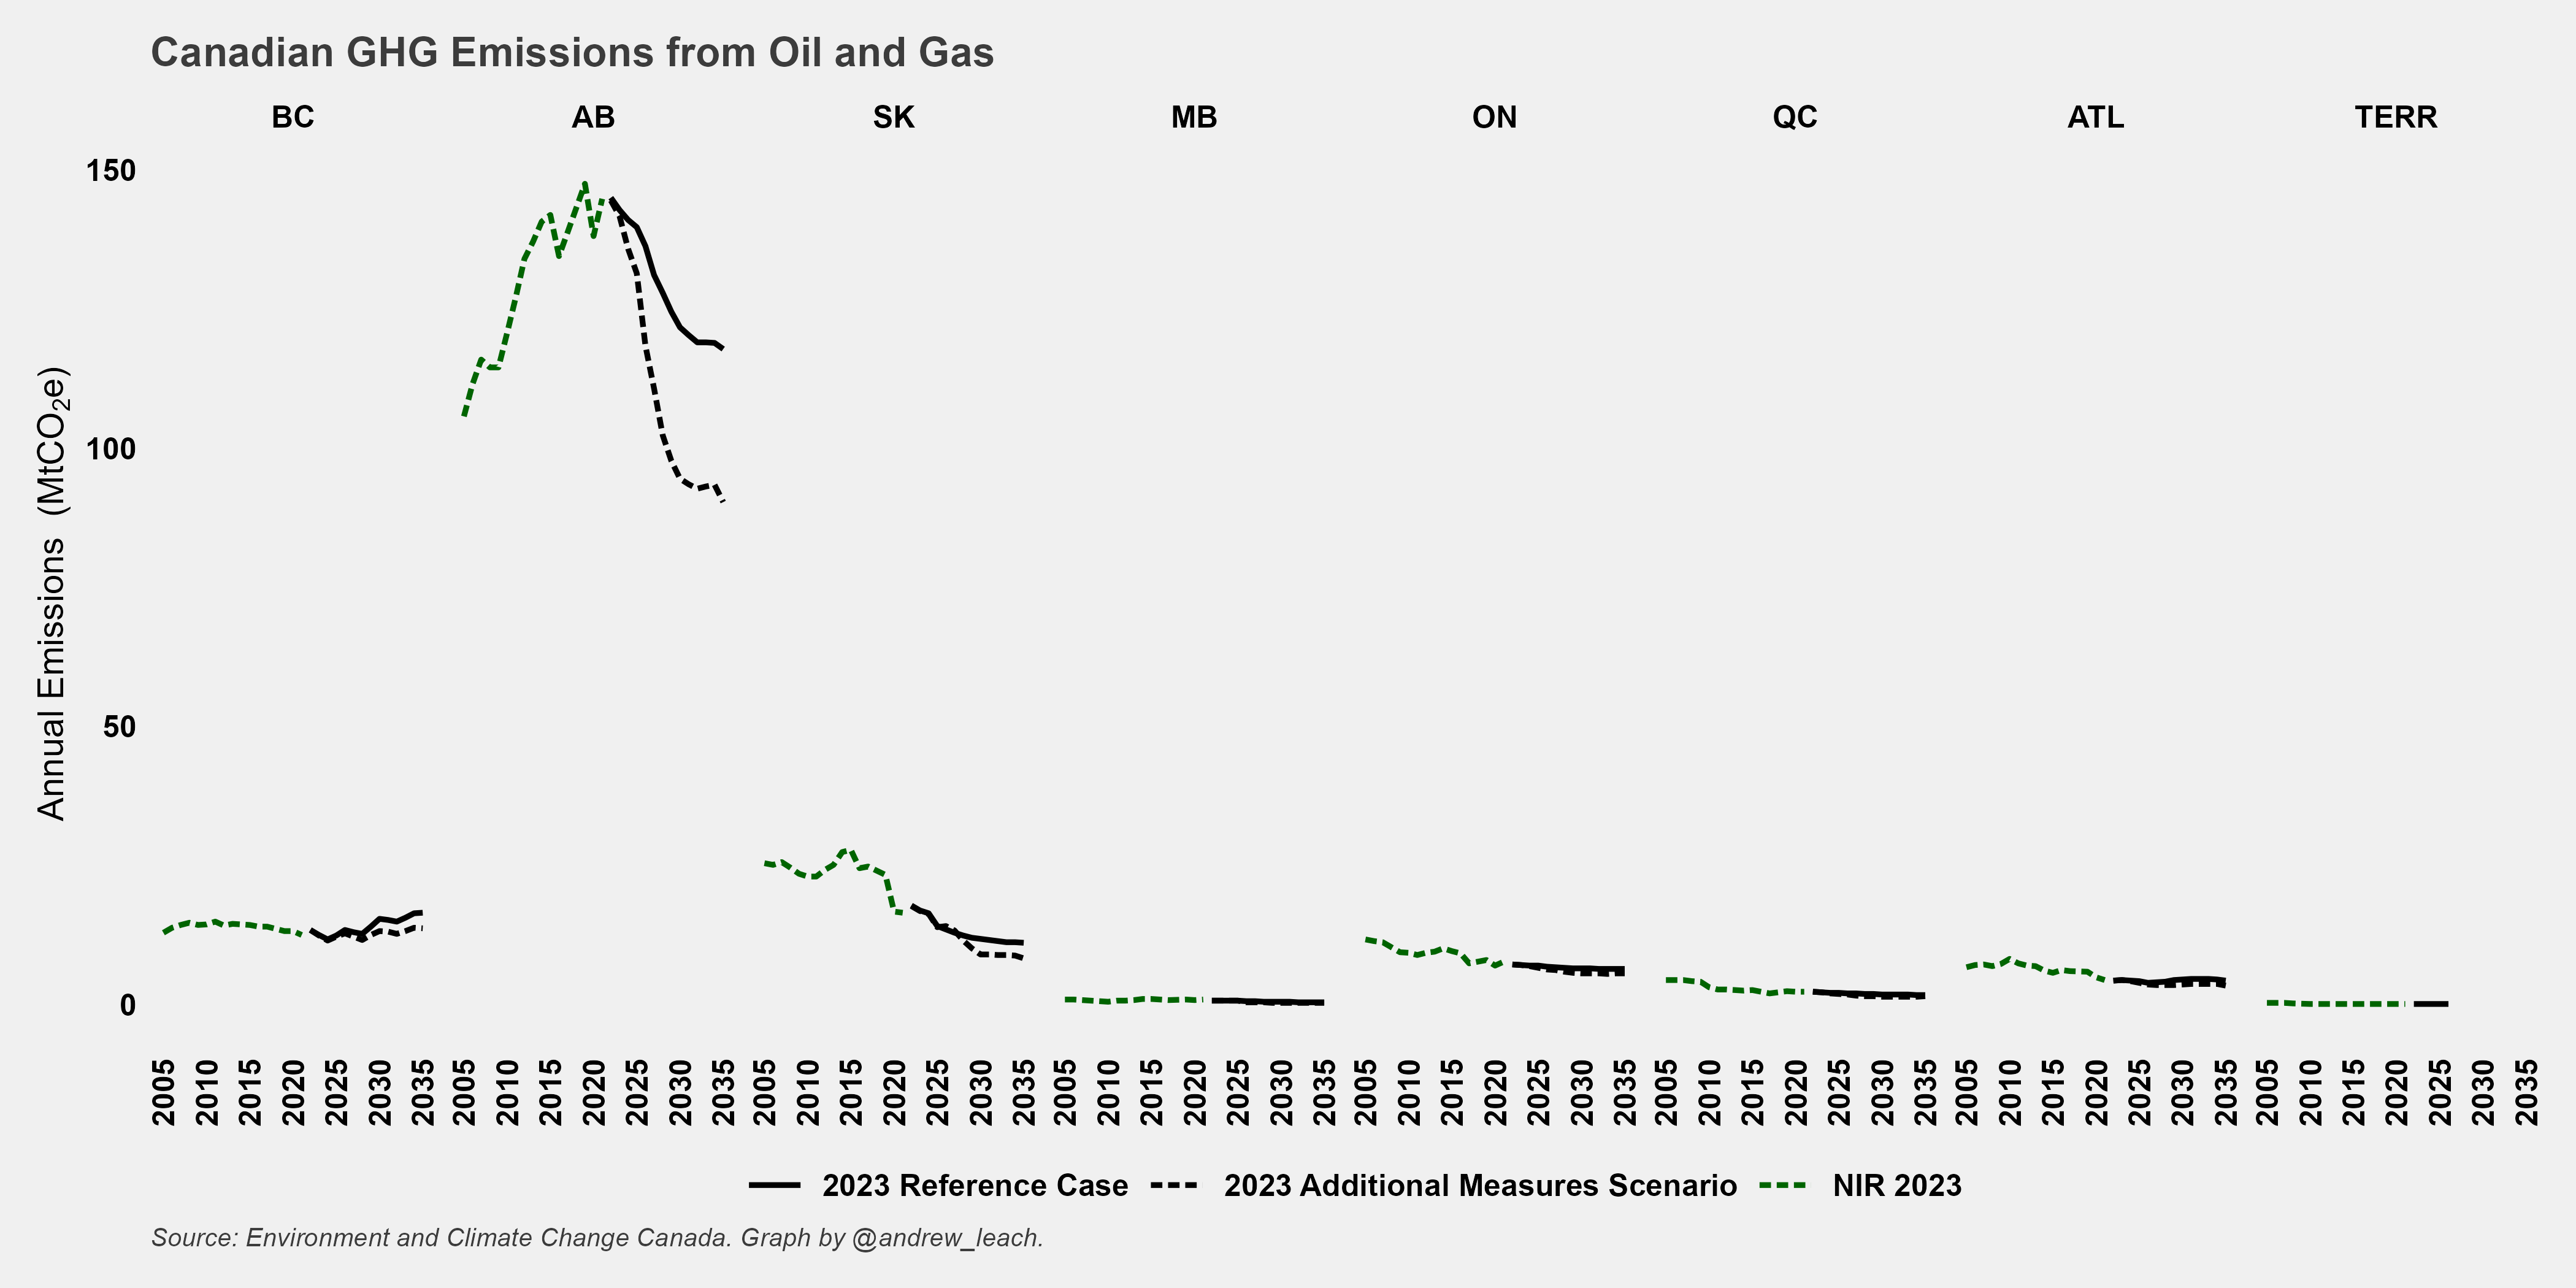 Canadian GHG Emissions from Oil and Gas
BC AB SK MB ON QC ATL TERR
150
100
50
0
Annual Emissions (MtCO₂e)
2005 2010 2015 2020 2025 2030 2035 2005 2010 2015 2020 2025 2030 2035 2005 2010 2015 2020 2025 2030 2035 2005 2010 2015 2020 2025 2030 2035 2005 2010 2015 2020 2025 2030 2035 2005 2010 2015 2020 2025 2030 2035 2005 2010 2015 2020 2025 2030 2035 2005 2010 2015 2020 2025 2030 2035
2023 Reference Case 2023 Additional Measures Scenario NIR 2023
Source: Environment and Climate Change Canada. Graph by @andrew_leach.